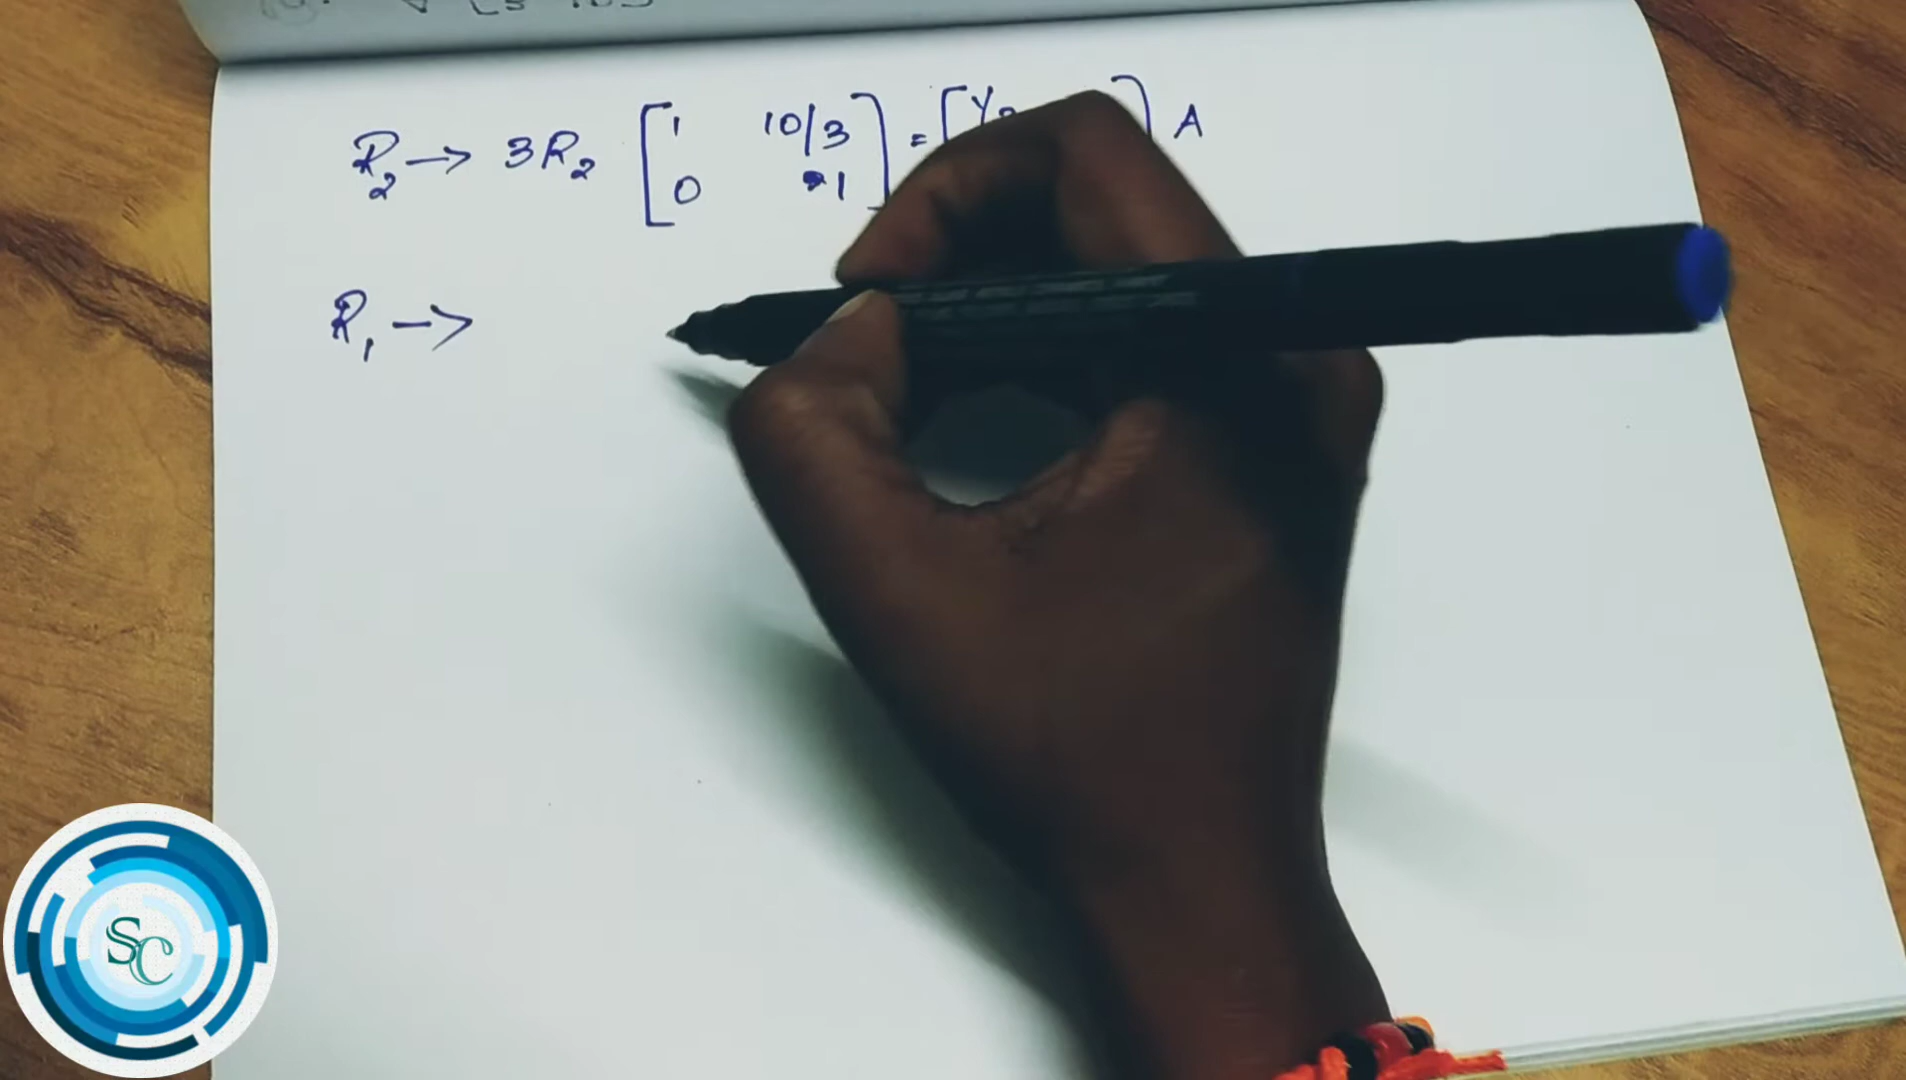 R₂ → 3R₂ [ 1 10/3 ] = [ ] A
[ 0 1 ]
R₁ →
SC